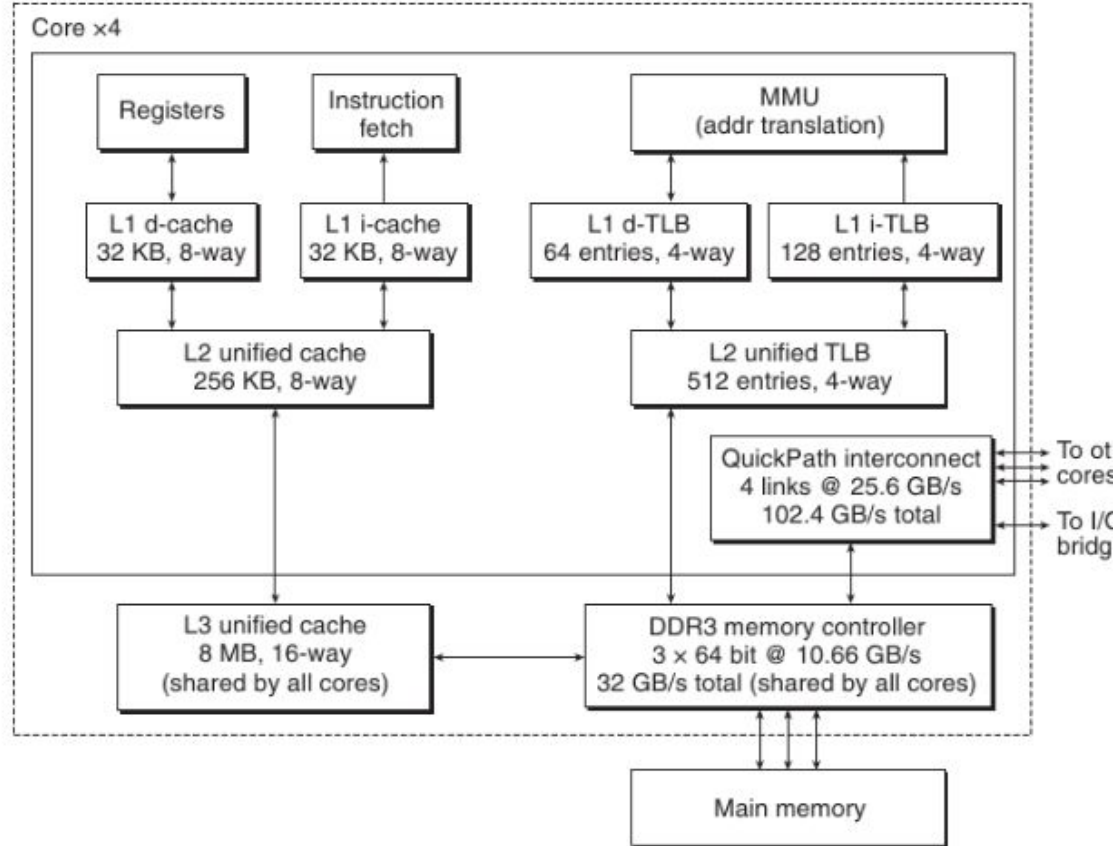 Core ×4
Registers
Instruction
fetch
MMU
(addr translation)
L1 d-cache
32 KB, 8-way
L1 i-cache
32 KB, 8-way
L1 d-TLB
64 entries, 4-way
L1 i-TLB
128 entries, 4-way
L2 unified cache
256 KB, 8-way
L2 unified TLB
512 entries, 4-way
QuickPath interconnect
4 links @ 25.6 GB/s
102.4 GB/s total
To
cores
To
L3 unified cache
8 MB, 16-way
(shared by all cores)
DDR3 memory controller
3 × 64 bit @ 10.66 GB/s
32 GB/s total (shared by all cores)
Main memory